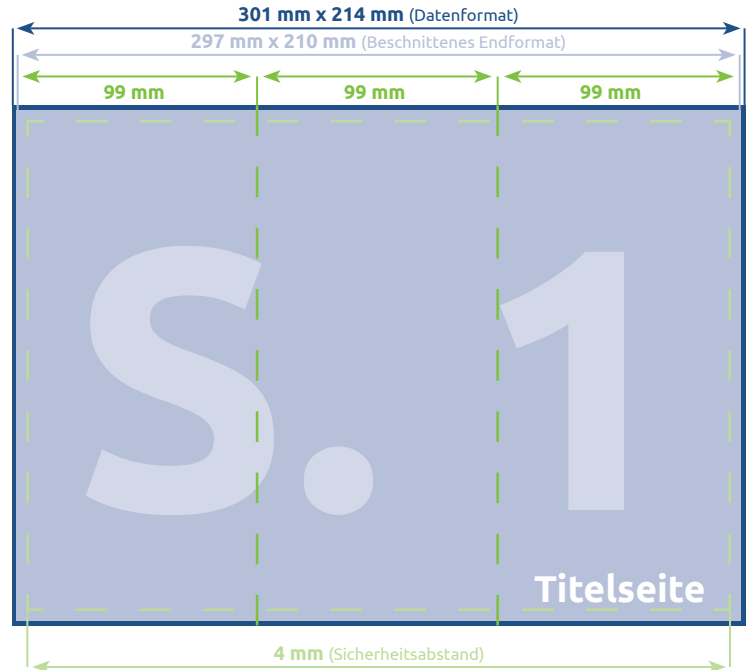 301 mm x 214 mm (Datenformat)
297 mm x 210 mm (Beschnittenes Endformat)
99 mm 99 mm 99 mm
S. 1
Titelseite
4 mm (Sicherheitsabstand)